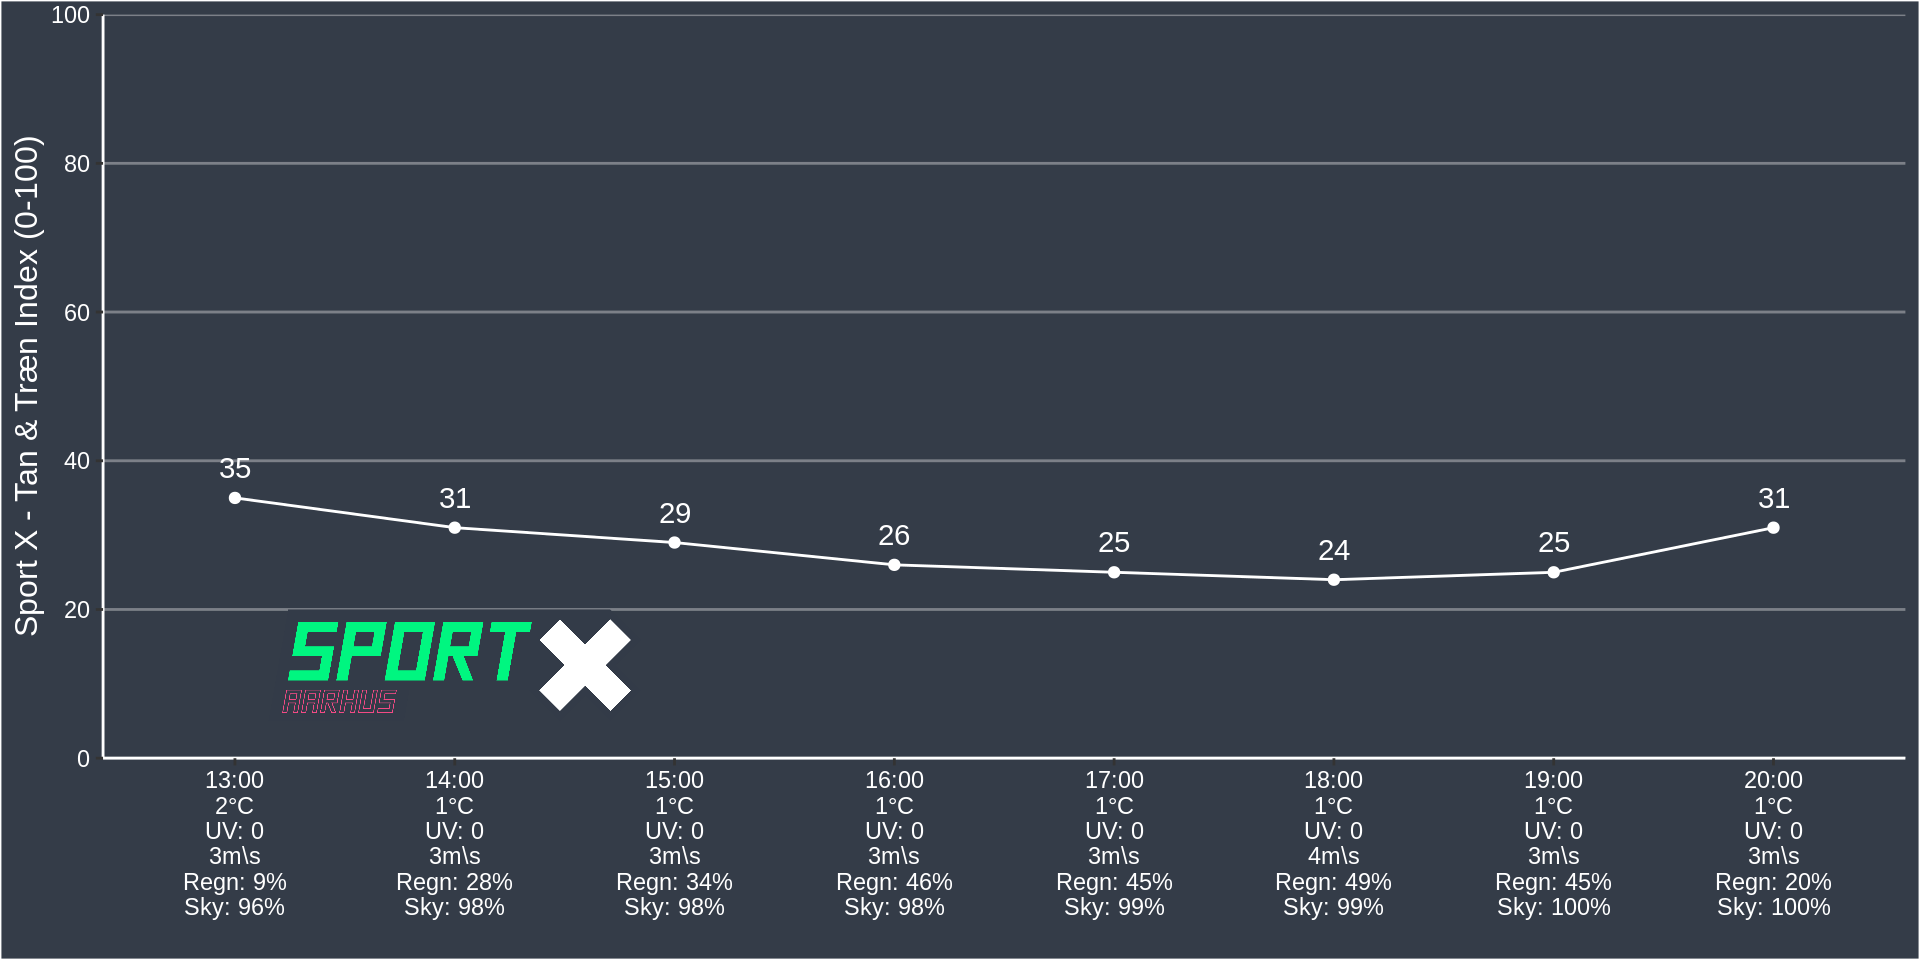 Sport X - Tan & Træn Index (0-100)
100
80
60
40
20
0
35
31
29
26
25
24
25
31
SPORT X
AARHUS
13:00
2°C
UV: 0
3m\s
Regn: 9%
Sky: 96%
14:00
1°C
UV: 0
3m\s
Regn: 28%
Sky: 98%
15:00
1°C
UV: 0
3m\s
Regn: 34%
Sky: 98%
16:00
1°C
UV: 0
3m\s
Regn: 46%
Sky: 98%
17:00
1°C
UV: 0
3m\s
Regn: 45%
Sky: 99%
18:00
1°C
UV: 0
4m\s
Regn: 49%
Sky: 99%
19:00
1°C
UV: 0
3m\s
Regn: 45%
Sky: 100%
20:00
1°C
UV: 0
3m\s
Regn: 20%
Sky: 100%